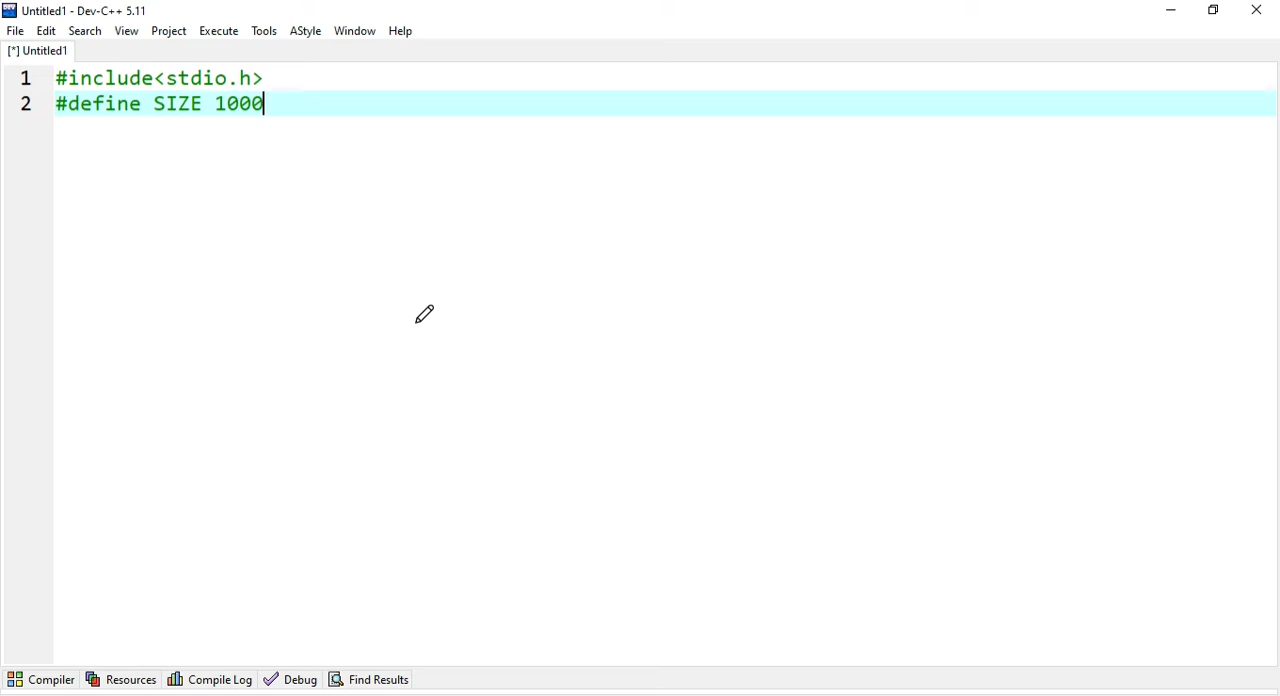 Untitled1 - Dev-C++ 5.11
File Edit Search View Project Execute Tools AStyle Window Help
[*] Untitled1
1 #include<stdio.h>
2 #define SIZE 1000
Compiler Resources Compile Log Debug Find Results